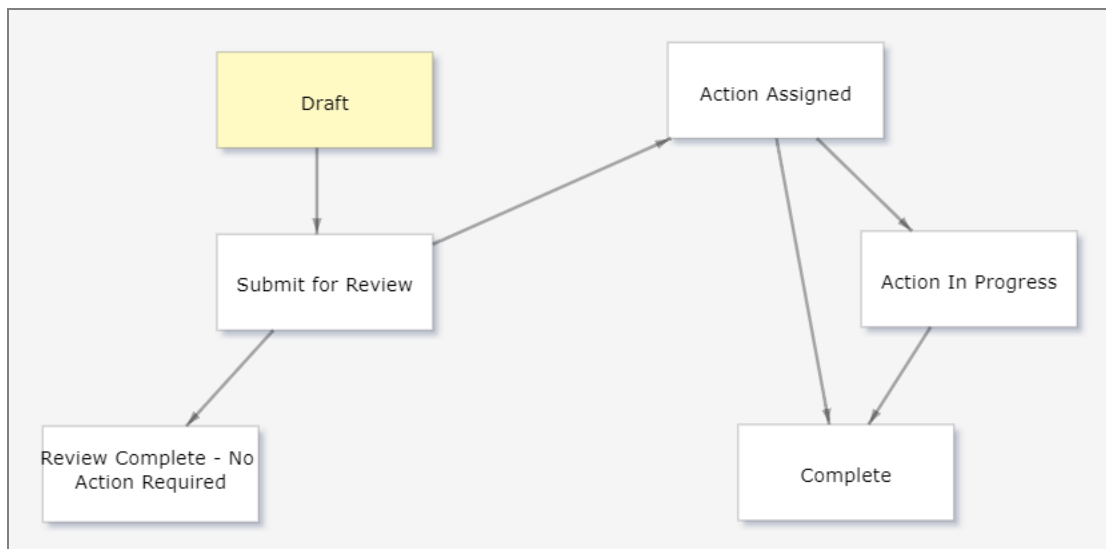 Draft
Action Assigned
Submit for Review
Action In Progress
Review Complete - No
Action Required
Complete